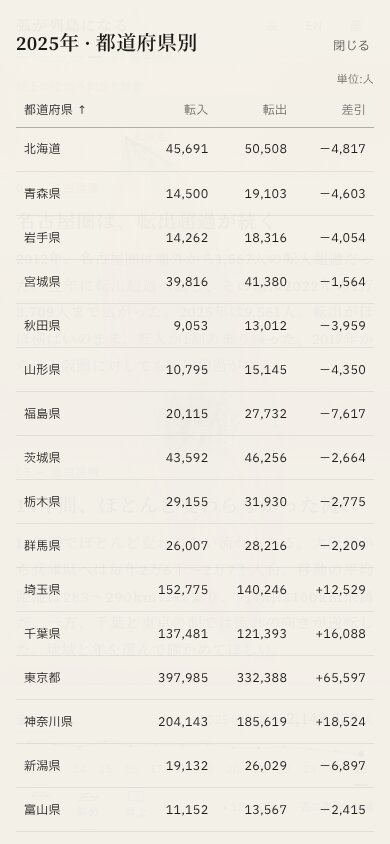 2025年・都道府県別 閉じる
単位:人
都道府県 ↑ 転入 転出 差引
北海道 45,691 50,508 −4,817
青森県 14,500 19,103 −4,603
岩手県 14,262 18,316 −4,054
宮城県 39,816 41,380 −1,564
秋田県 9,053 13,012 −3,959
山形県 10,795 15,145 −4,350
福島県 20,115 27,732 −7,617
茨城県 43,592 46,256 −2,664
栃木県 29,155 31,930 −2,775
群馬県 26,007 28,216 −2,209
埼玉県 152,775 140,246 +12,529
千葉県 137,481 121,393 +16,088
東京都 397,985 332,388 +65,597
神奈川県 204,143 185,619 +18,524
新潟県 19,132 26,029 −6,897
富山県 11,152 13,567 −2,415